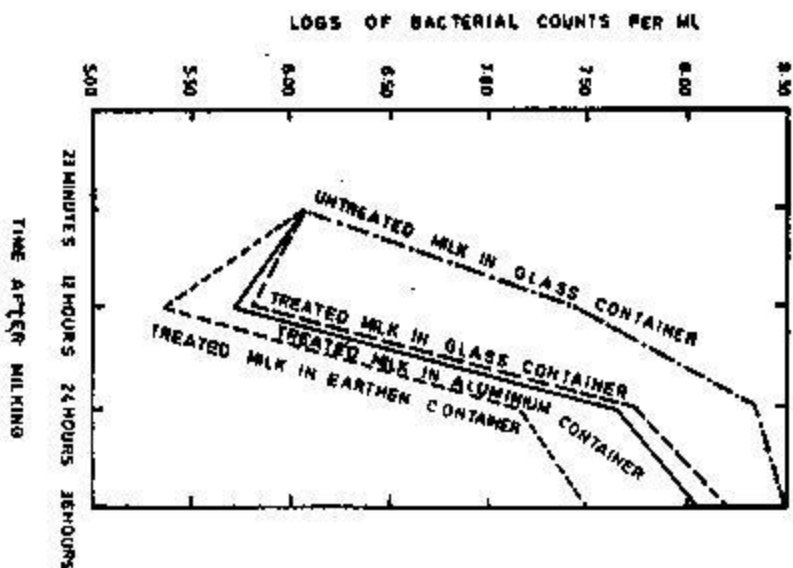 LOGS OF BACTERIAL COUNTS PER ML
5.00
5.50
6.00
6.50
7.00
7.50
8.00
8.50
UNTREATED MILK IN GLASS CONTAINER
TREATED MILK IN GLASS CONTAINER
TREATED MILK IN ALUMINIUM CONTAINER
TREATED MILK IN EARTHEN CONTAINER
23 MINUTES
12 HOURS
24 HOURS
36 HOURS
TIME AFTER MILKING